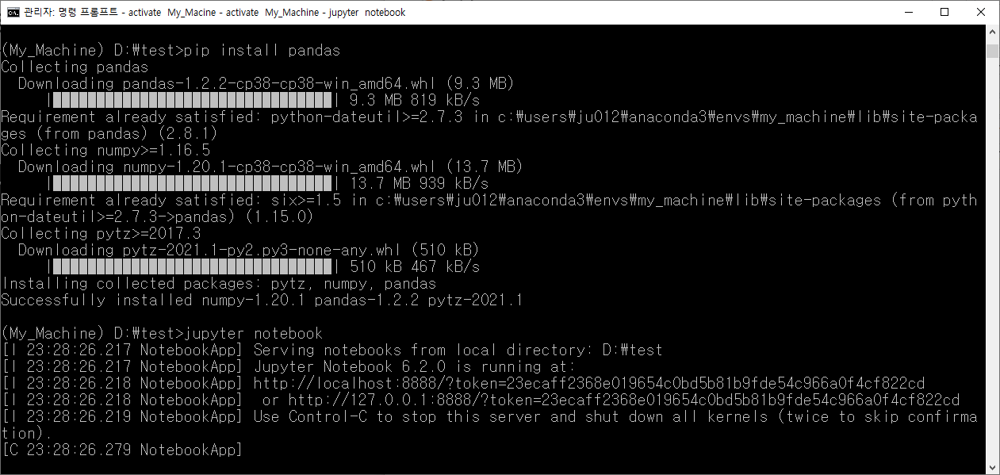 관리자: 명령 프롬프트 - activate  My_Macine - activate  My_Machine - jupyter  notebook
(My_Machine) D:\test>pip install pandas
Collecting pandas
  Downloading pandas-1.2.2-cp38-cp38-win_amd64.whl (9.3 MB)
     |████████████████████████████████| 9.3 MB 819 kB/s
Requirement already satisfied: python-dateutil>=2.7.3 in c:\users\ju012\anaconda3\envs\my_machine\lib\site-packa
ges (from pandas) (2.8.1)
Collecting numpy>=1.16.5
  Downloading numpy-1.20.1-cp38-cp38-win_amd64.whl (13.7 MB)
     |████████████████████████████████| 13.7 MB 939 kB/s
Requirement already satisfied: six>=1.5 in c:\users\ju012\anaconda3\envs\my_machine\lib\site-packages (from pyth
on-dateutil>=2.7.3->pandas) (1.15.0)
Collecting pytz>=2017.3
  Downloading pytz-2021.1-py2.py3-none-any.whl (510 kB)
     |████████████████████████████████| 510 kB 467 kB/s
Installing collected packages: pytz, numpy, pandas
Successfully installed numpy-1.20.1 pandas-1.2.2 pytz-2021.1
(My_Machine) D:\test>jupyter notebook
[I 23:28:26.217 NotebookApp] Serving notebooks from local directory: D:\test
[I 23:28:26.217 NotebookApp] Jupyter Notebook 6.2.0 is running at:
[I 23:28:26.218 NotebookApp] http://localhost:8888/?token=23ecaff2368e019654c0bd5b81b9fde54c966a0f4cf822cd
[I 23:28:26.218 NotebookApp]  or http://127.0.0.1:8888/?token=23ecaff2368e019654c0bd5b81b9fde54c966a0f4cf822cd
[I 23:28:26.219 NotebookApp] Use Control-C to stop this server and shut down all kernels (twice to skip confirma
tion).
[C 23:28:26.279 NotebookApp]